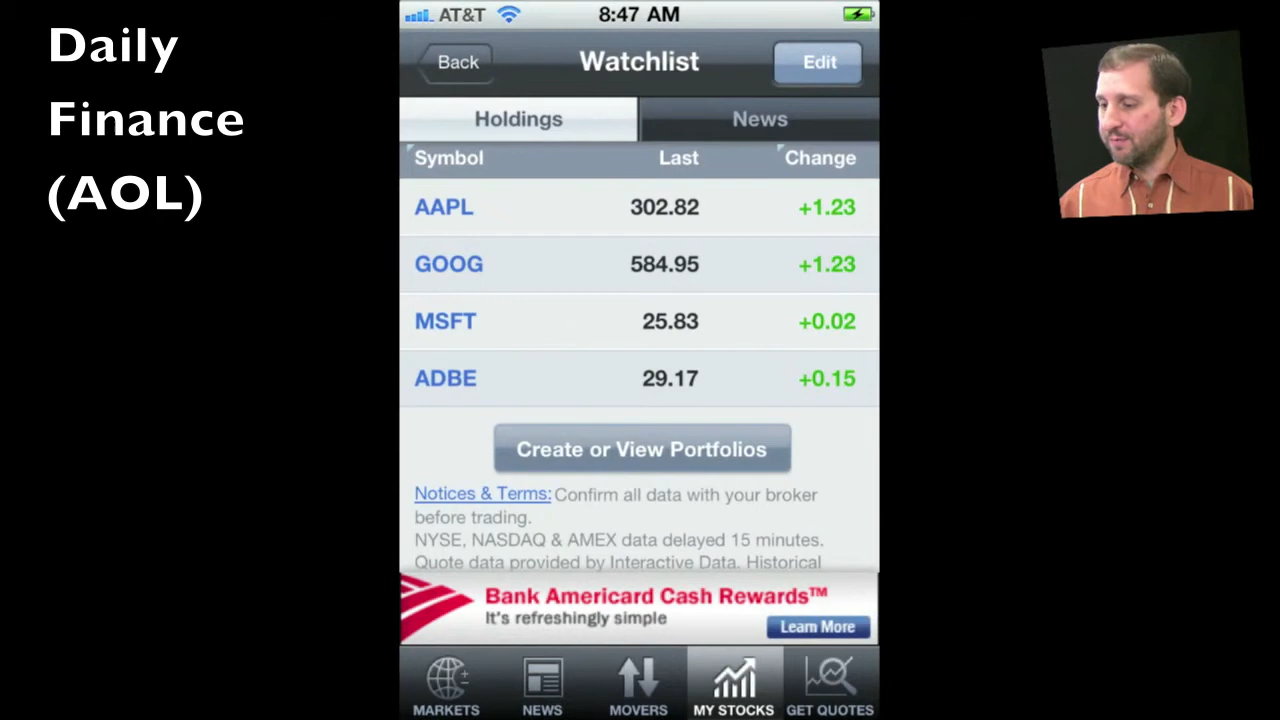 Daily
Finance
(AOL)
AT&T 8:47 AM
Back Watchlist Edit
Holdings News
Symbol Last Change
AAPL 302.82 +1.23
GOOG 584.95 +1.23
MSFT 25.83 +0.02
ADBE 29.17 +0.15
Create or View Portfolios
Notices & Terms: Confirm all data with your broker
before trading.
NYSE, NASDAQ & AMEX data delayed 15 minutes.
Quote data provided by Interactive Data. Historical
Bank Americard Cash Rewards™
It's refreshingly simple
Learn More
MARKETS NEWS MOVERS MY STOCKS GET QUOTES